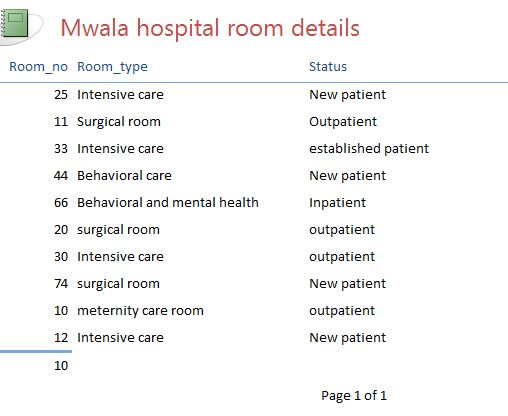 Mwala hospital room details
Room_no Room_type Status
25 Intensive care New patient
11 Surgical room Outpatient
33 Intensive care established patient
44 Behavioral care New patient
66 Behavioral and mental health Inpatient
20 surgical room outpatient
30 Intensive care outpatient
74 surgical room New patient
10 meternity care room outpatient
12 Intensive care New patient
10
Page 1 of 1